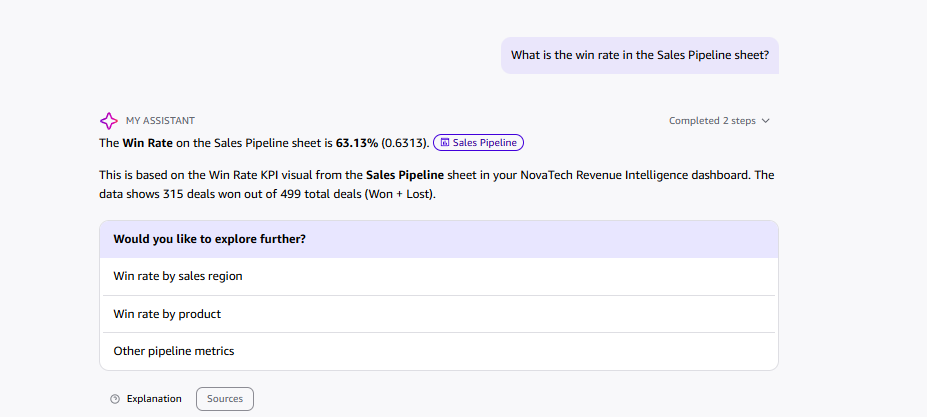 What is the win rate in the Sales Pipeline sheet?
MY ASSISTANT
Completed 2 steps
The Win Rate on the Sales Pipeline sheet is 63.13% (0.6313). Sales Pipeline
This is based on the Win Rate KPI visual from the Sales Pipeline sheet in your NovaTech Revenue Intelligence dashboard. The
data shows 315 deals won out of 499 total deals (Won + Lost).
Would you like to explore further?
Win rate by sales region
Win rate by product
Other pipeline metrics
Explanation
Sources